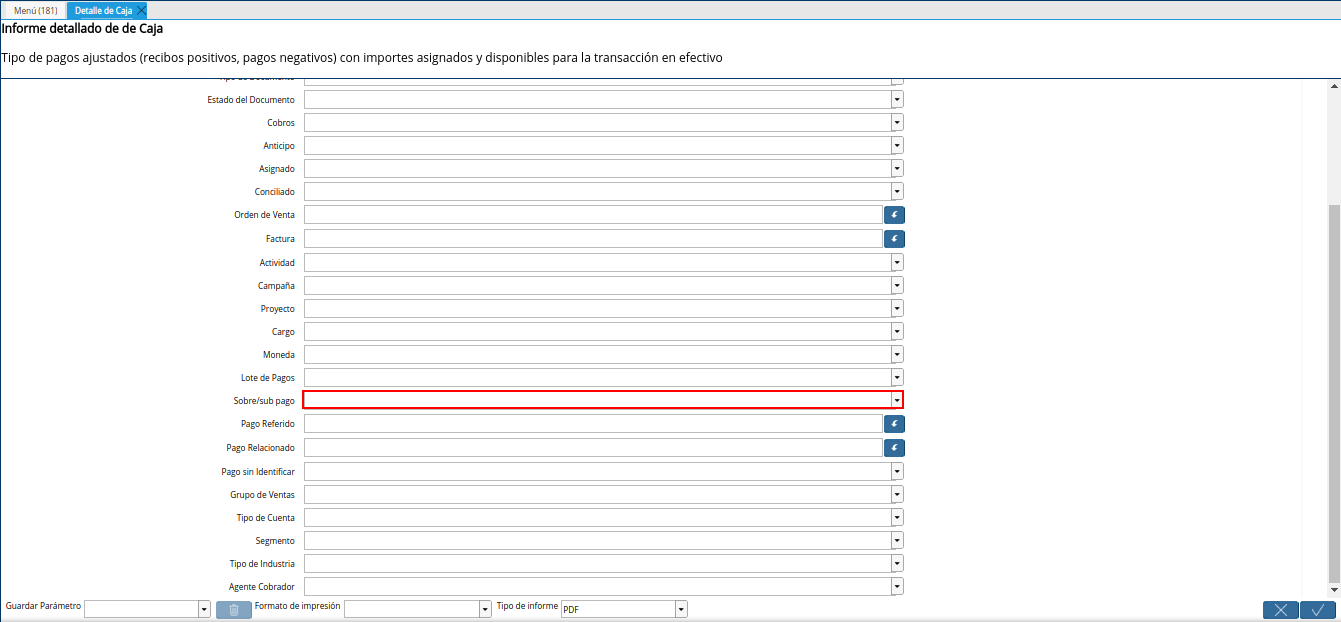 Menú (181) Detalle de Caja
Informe detallado de de Caja
Tipo de pagos ajustados (recibos positivos, pagos negativos) con importes asignados y disponibles para la transacción en efectivo
Estado del Documento
Cobros
Anticipo
Asignado
Conciliado
Orden de Venta
Factura
Actividad
Campaña
Proyecto
Cargo
Moneda
Lote de Pagos
Sobre/sub pago
Pago Referido
Pago Relacionado
Pago sin Identificar
Grupo de Ventas
Tipo de Cuenta
Segmento
Tipo de Industria
Agente Cobrador
Guardar Parámetro Formato de impresión Tipo de informe PDF